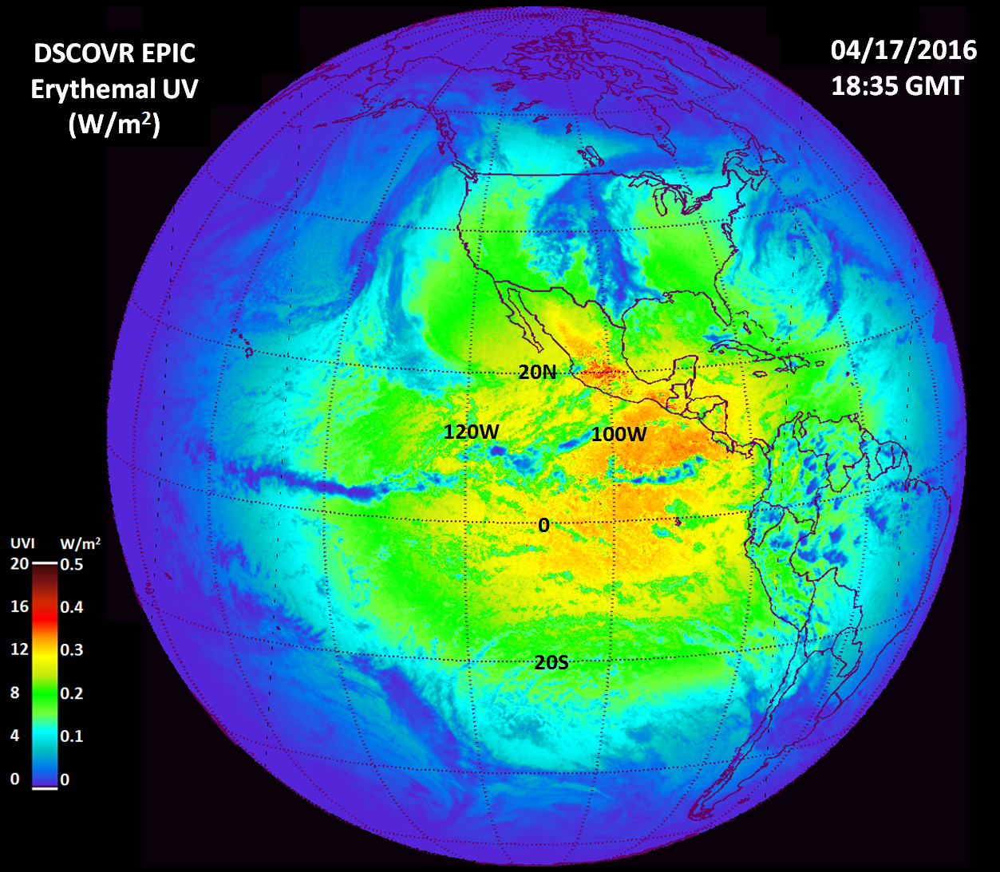 DSCOVR EPIC
Erythemal UV
(W/m²)
04/17/2016
18:35 GMT
20N
120W 100W
0
20S
UVI W/m²
20 0.5
16 0.4
12 0.3
8 0.2
4 0.1
0 0